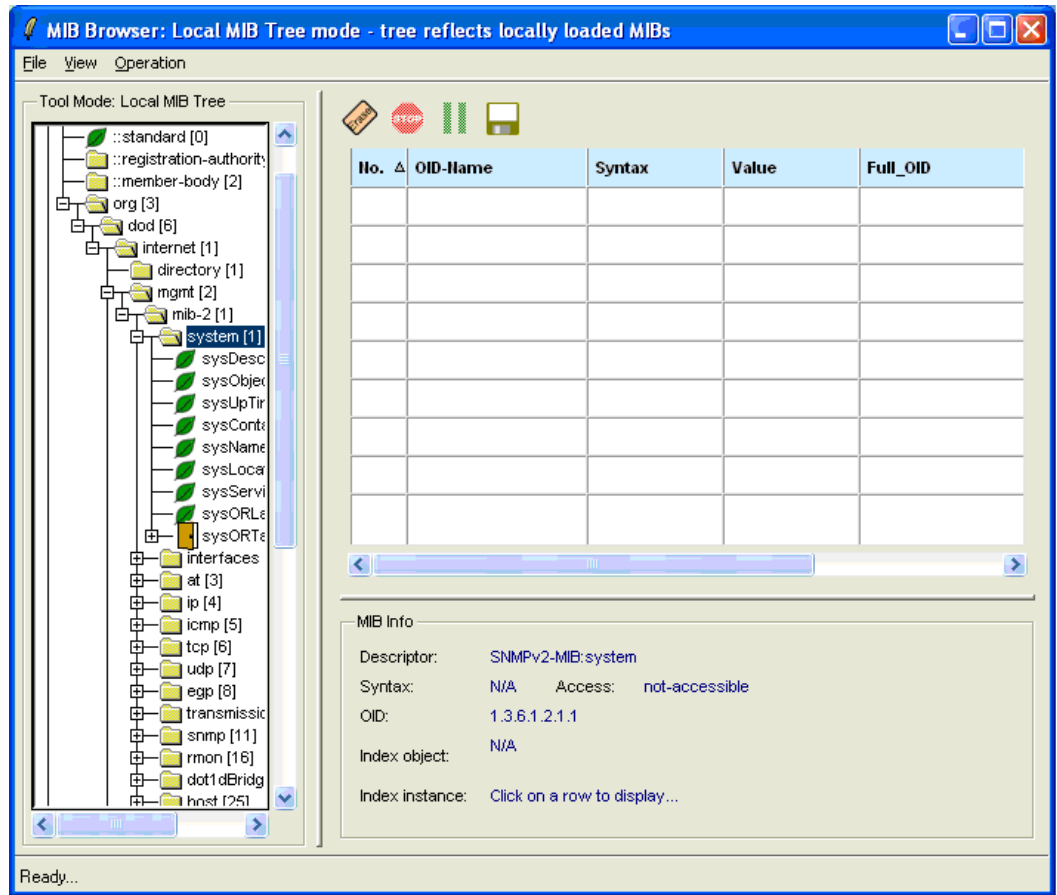 MIB Browser: Local MIB Tree mode - tree reflects locally loaded MIBs
File View Operation
Tool Mode: Local MIB Tree
::standard [0]
::registration-authority
::member-body [2]
org [3]
dod [6]
internet [1]
directory [1]
mgmt [2]
mib-2 [1]
system [1]
sysDesc
sysObjec
sysUpTim
sysConta
sysName
sysLocat
sysServi
sysORLa
sysORTa
interfaces
at [3]
ip [4]
icmp [5]
tcp [6]
udp [7]
egp [8]
transmissic
snmp [11]
rmon [16]
dot1dBridg
host [25]
Erase STOP
No. OID-Name Syntax Value Full_OID
MIB Info
Descriptor: SNMPv2-MIB:system
Syntax: N/A Access: not-accessible
OID: 1.3.6.1.2.1.1
Index object: N/A
Index instance: Click on a row to display...
Ready...